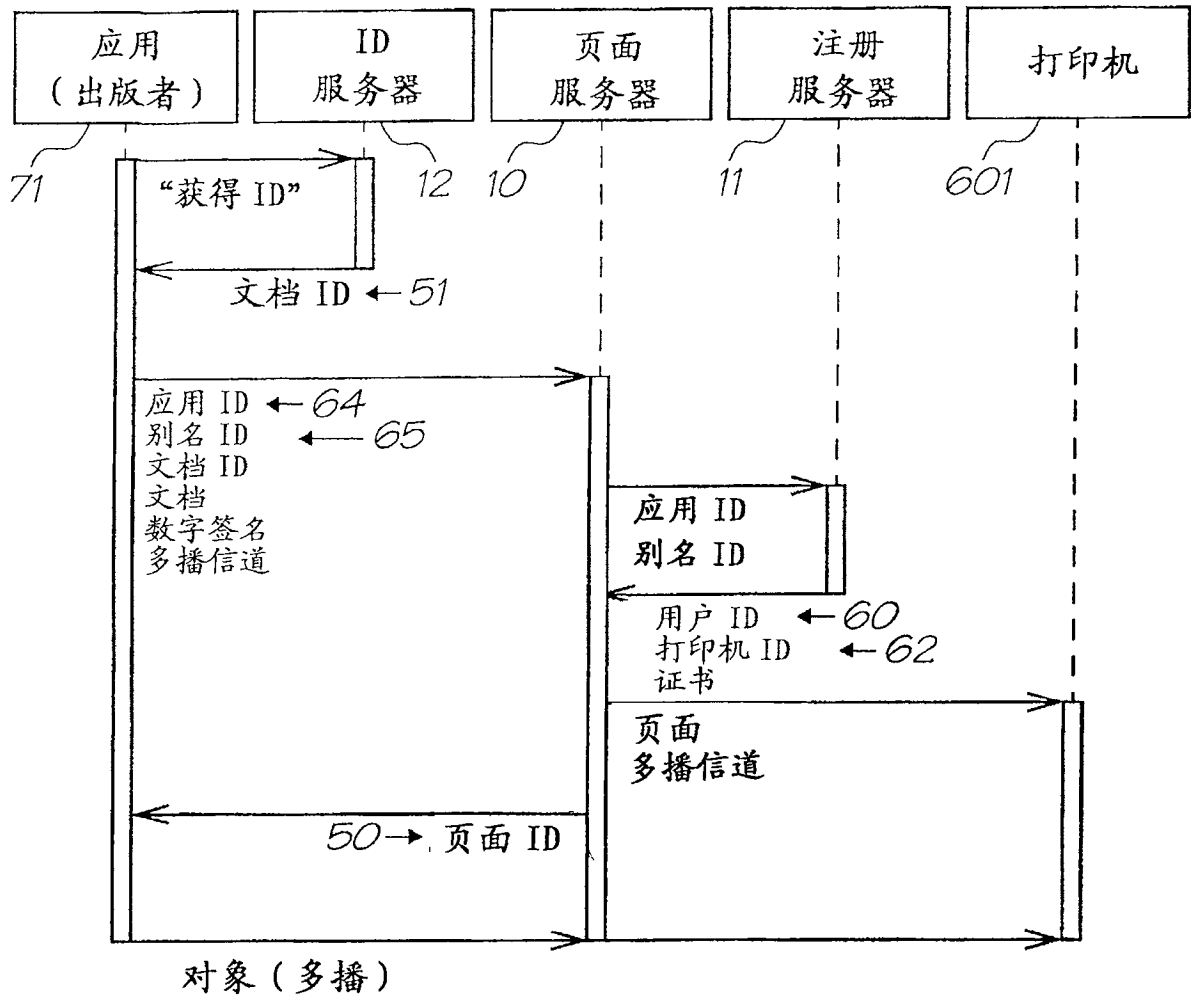 应用
（出版者）
ID
服务器
页面
服务器
注册
服务器
打印机
71
12
10
11
601
“获得 ID”
文档 ID
51
应用 ID
64
别名 ID
65
文档 ID
文档
数字签名
多播信道
应用 ID
别名 ID
用户 ID
60
打印机 ID
62
证书
页面
多播信道
50
页面 ID
对象（多播）